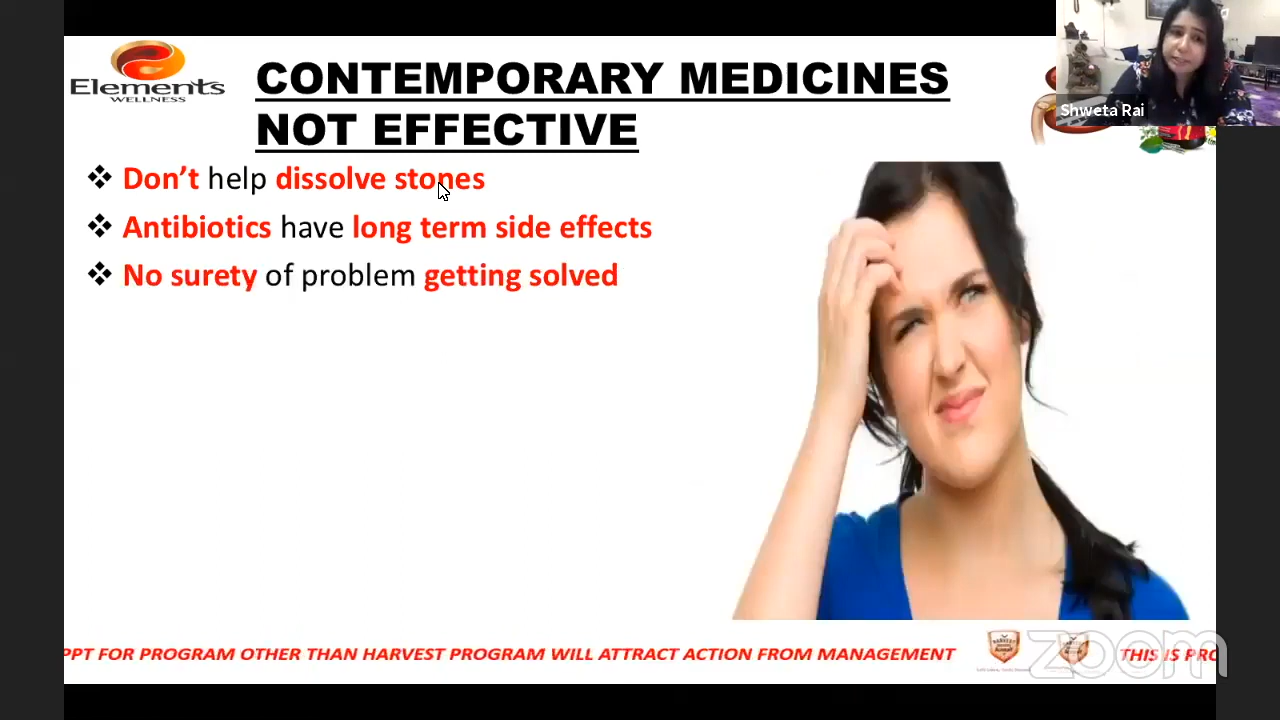 Elements
WELLNESS
CONTEMPORARY MEDICINES
NOT EFFECTIVE
Shweta Rai
❖ Don’t help dissolve stones
❖ Antibiotics have long term side effects
❖ No surety of problem getting solved
PPT FOR PROGRAM OTHER THAN HARVEST PROGRAM WILL ATTRACT ACTION FROM MANAGEMENT
THIS IS
zoom